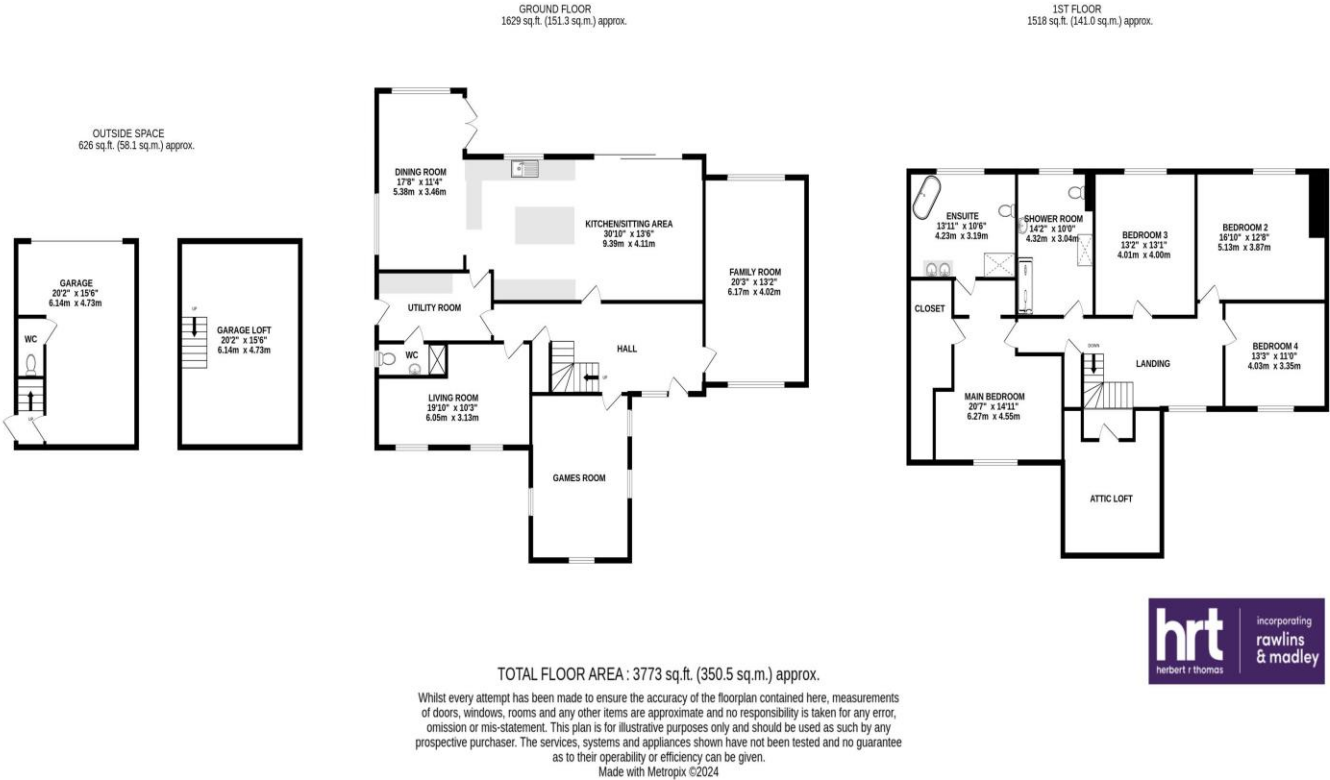 GROUND FLOOR
1629 sq.ft. (151.3 sq.m.) approx.
1ST FLOOR
1518 sq.ft. (141.0 sq.m.) approx.
OUTSIDE SPACE
626 sq.ft. (58.1 sq.m.) approx.
GARAGE
20'2" x 15'6"
6.14m x 4.73m
WC
UP
UP
GARAGE LOFT
20'2" x 15'6"
6.14m x 4.73m
DINING ROOM
17'8" x 11'4"
5.38m x 3.46m
KITCHEN/SITTING AREA
30'10" x 13'6"
9.39m x 4.11m
FAMILY ROOM
20'3" x 13'2"
6.17m x 4.02m
UTILITY ROOM
WC
HALL
UP
LIVING ROOM
19'10" x 10'3"
6.05m x 3.13m
GAMES ROOM
ENSUITE
13'11" x 10'6"
4.23m x 3.19m
SHOWER ROOM
14'2" x 10'0"
4.32m x 3.04m
BEDROOM 3
13'2" x 13'1"
4.01m x 4.00m
BEDROOM 2
16'10" x 12'8"
5.13m x 3.87m
CLOSET
DOWN
LANDING
BEDROOM 4
13'3" x 11'0"
4.03m x 3.35m
MAIN BEDROOM
20'7" x 14'11"
6.27m x 4.55m
ATTIC LOFT
hrt
herbert r thomas
incorporating
rawlins
& madley
TOTAL FLOOR AREA : 3773 sq.ft. (350.5 sq.m.) approx.
Whilst every attempt has been made to ensure the accuracy of the floorplan contained here, measurements
of doors, windows, rooms and any other items are approximate and no responsibility is taken for any error,
omission or mis-statement. This plan is for illustrative purposes only and should be used as such by any
prospective purchaser. The services, systems and appliances shown have not been tested and no guarantee
as to their operability or efficiency can be given.
Made with Metropix ©2024